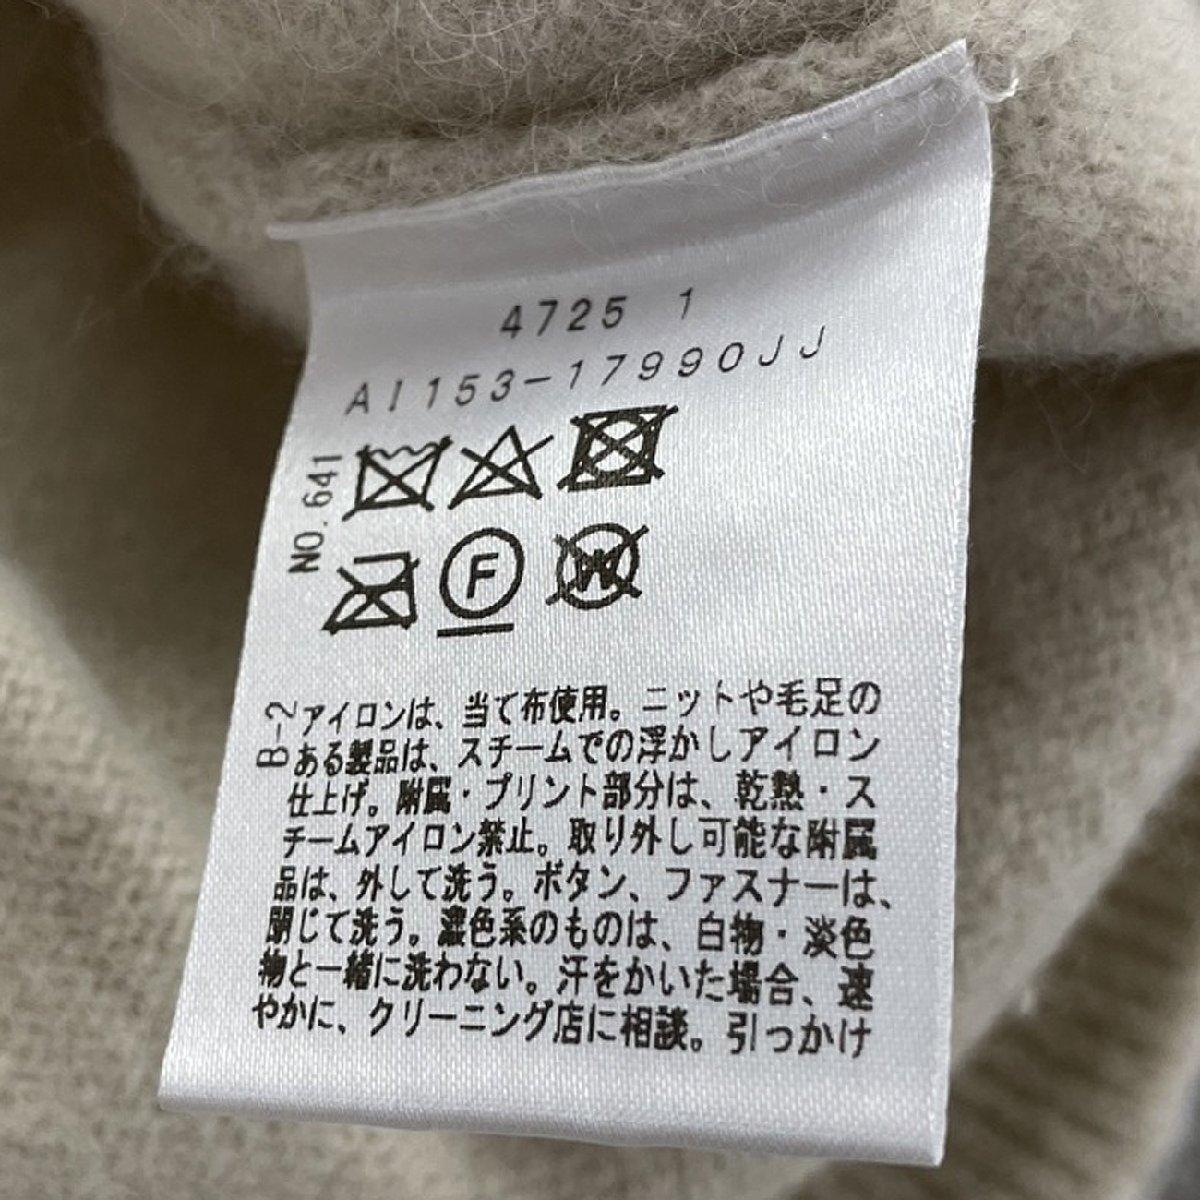 4725 1
AI153-17990JJ
NO.641
F
W
B-2
アイロンは、当て布使用。ニットや毛足の
ある製品は、スチームでの浮かしアイロン
仕上げ。附属・プリント部分は、乾熱・ス
チームアイロン禁止。取り外し可能な附属
品は、外して洗う。ボタン、ファスナーは、
閉じて洗う。濃色系のものは、白物・淡色
物と一緒に洗わない。汗をかいた場合、速
やかに、クリーニング店に相談。引っかけ